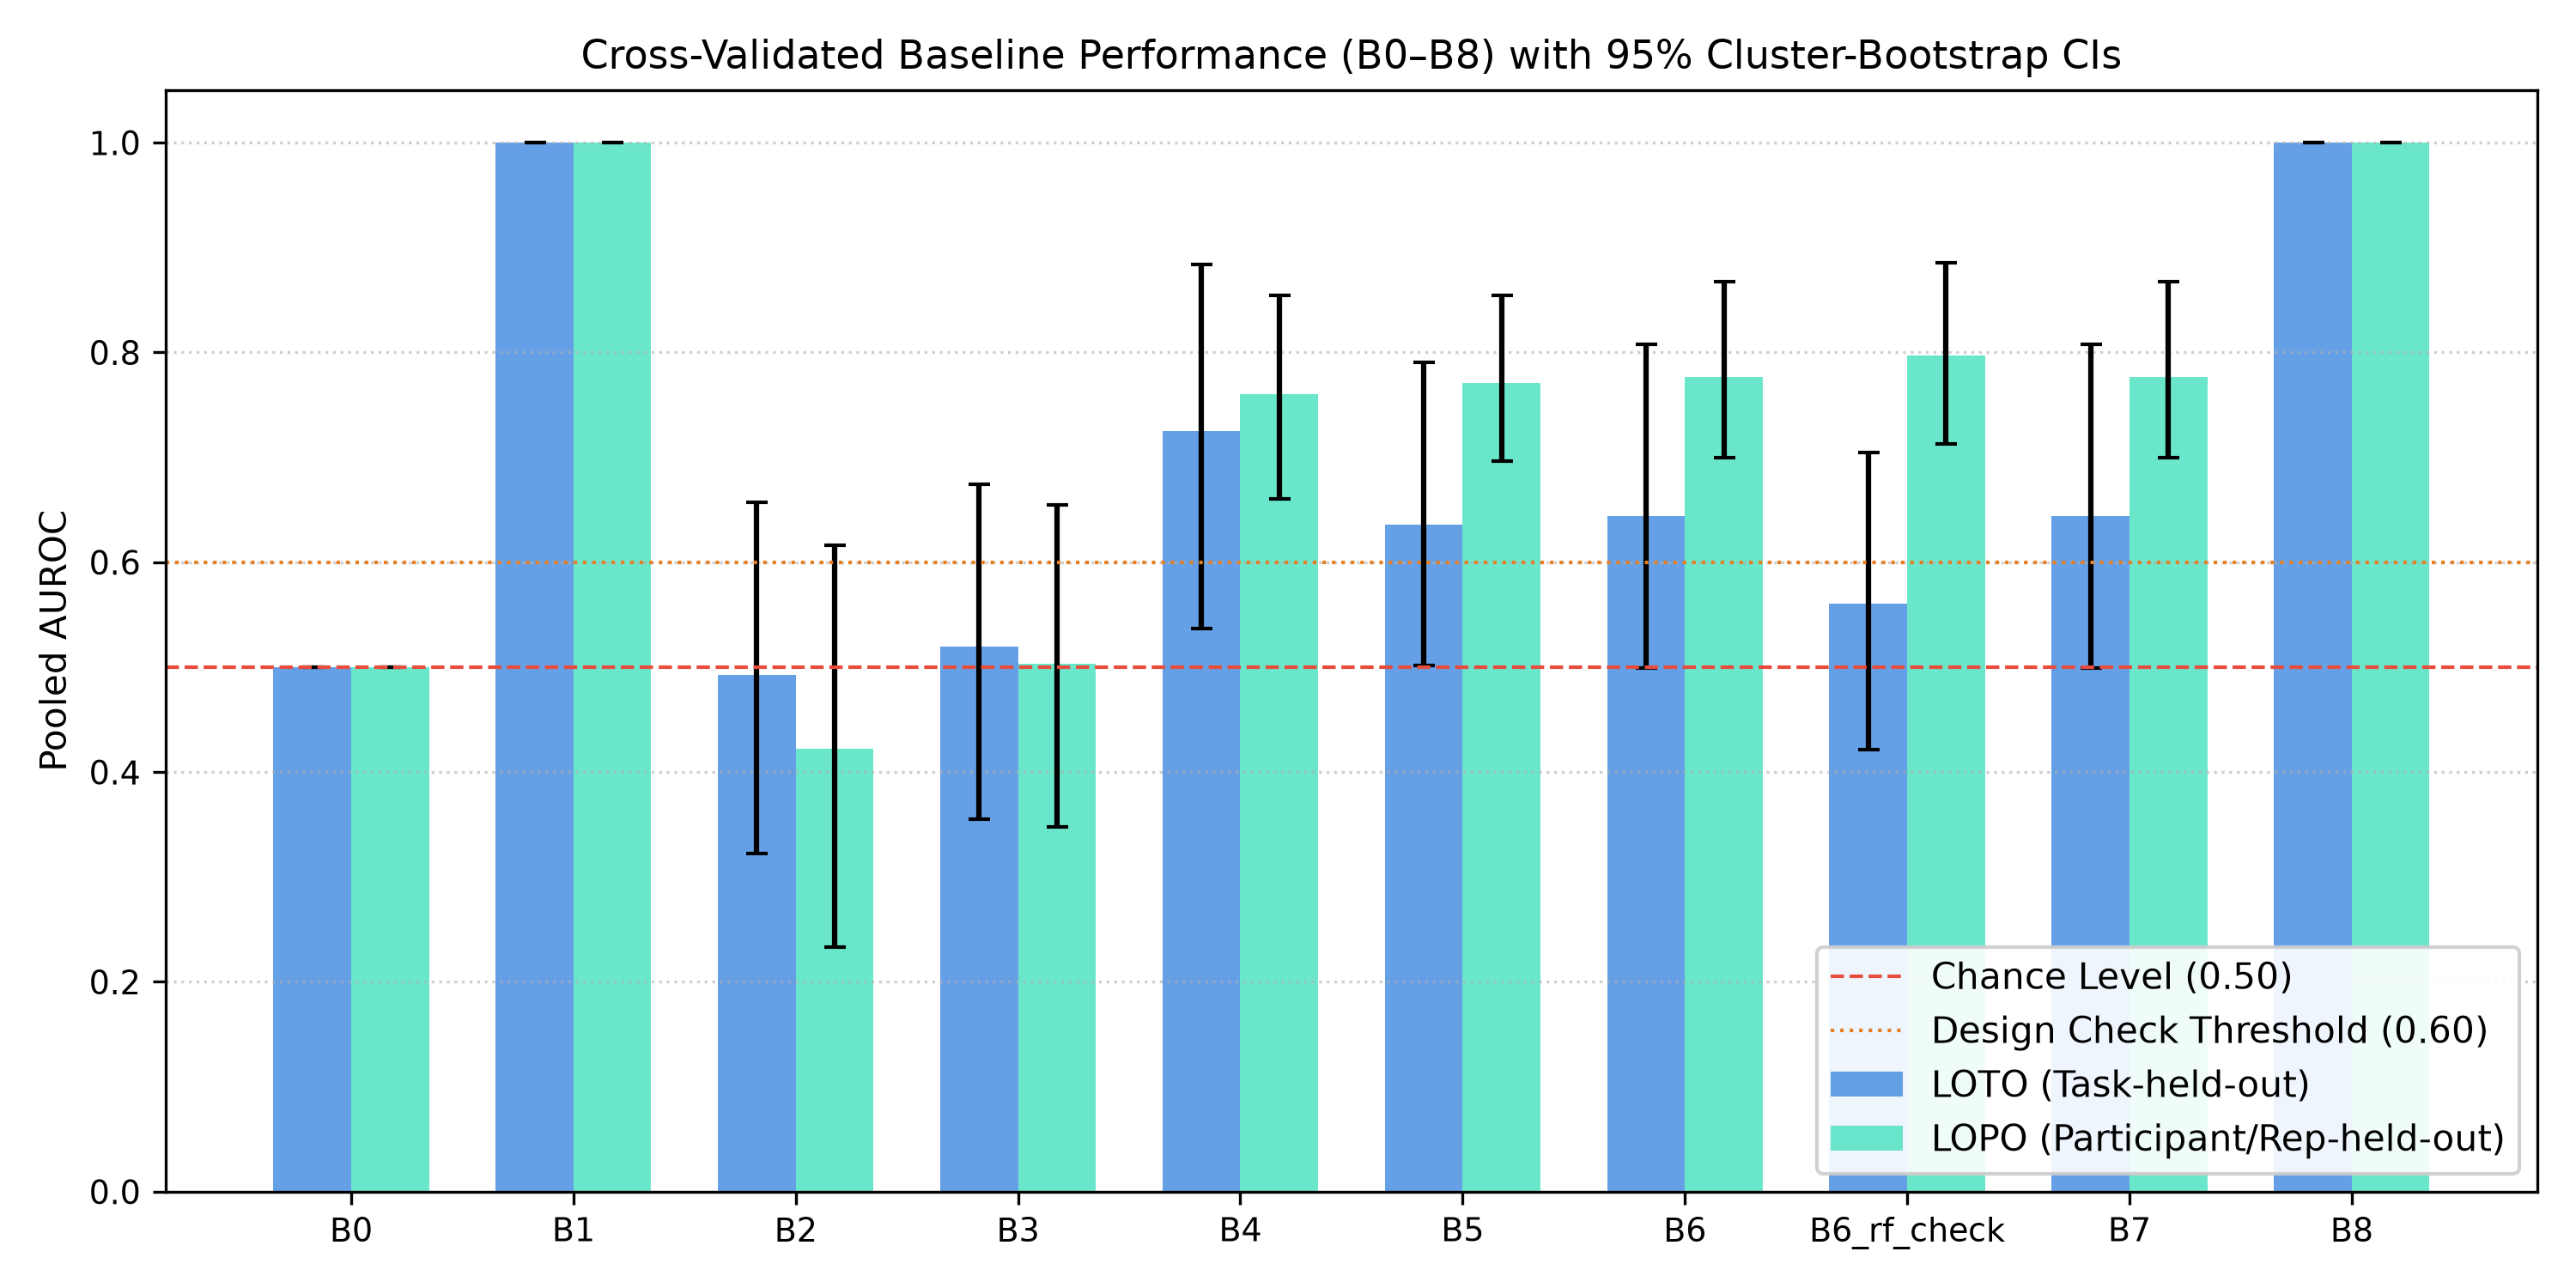 Cross-Validated Baseline Performance (B0–B8) with 95% Cluster-Bootstrap CIs
Pooled AUROC
1.0
0.8
0.6
0.4
0.2
0.0
B0 B1 B2 B3 B4 B5 B6 B6_rf_check B7 B8
Chance Level (0.50)
Design Check Threshold (0.60)
LOTO (Task-held-out)
LOPO (Participant/Rep-held-out)